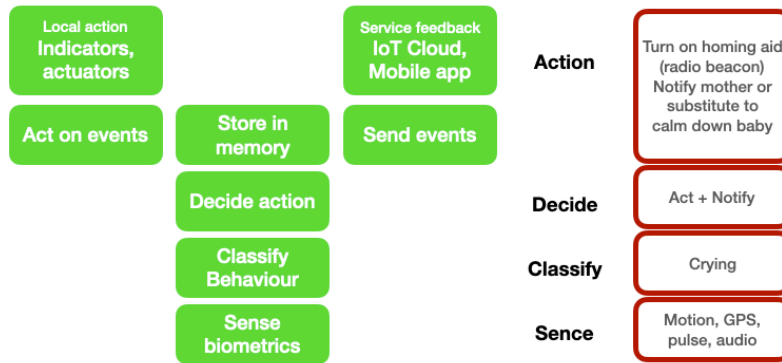 Local action
Indicators,
actuators
Service feedback
IoT Cloud,
Mobile app
Action
Turn on homing aid
(radio beacon)
Notify mother or
substitute to
calm down baby
Act on events
Store in
memory
Send events
Decide action
Decide
Act + Notify
Classify
Behaviour
Classify
Crying
Sense
biometrics
Sence
Motion, GPS,
pulse, audio